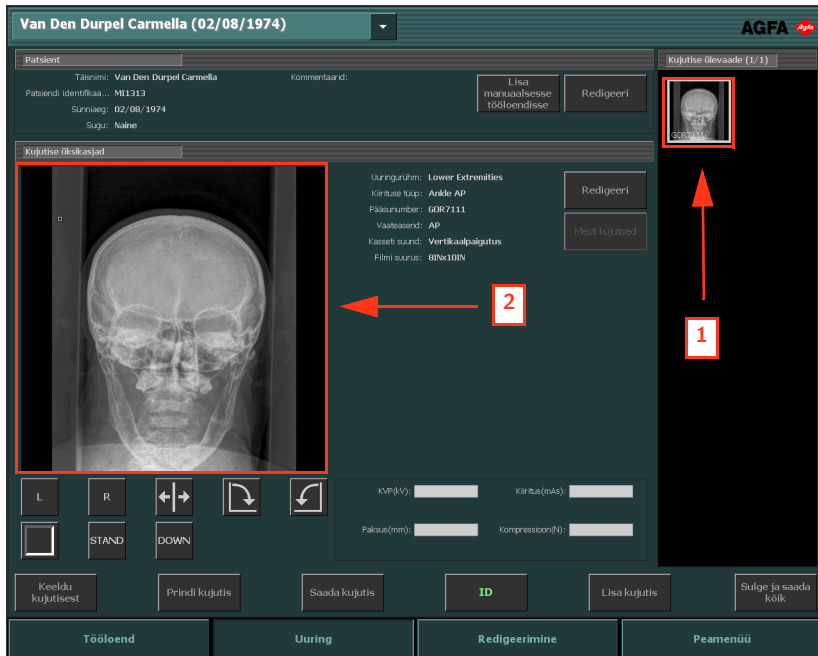 Van Den Durpel Carmella (02/08/1974)
AGFA
Agfa
Patsient
Täisnimi: Van Den Durpel Carmella
Kommentaarid:
Patsiendi identifikaa... MI1313
Sünniaeg: 02/08/1974
Sugu: Naine
Lisa
manuaalsesse
tööloendisse
Redigeeri
Kujutise ülevaade (1/1)
GOR7111
1
Kujutise üksikasjad
Uuringurühm: Lower Extremities
Kiirituse tüüp: Ankle AP
Pääsunumber: GOR7111
Vaateasend: AP
Kasseti suund: Vertikaalpaigutus
Filmi suurus: 8INx10IN
Redigeeri
Mesti kujutised
2
L
R
STAND
DOWN
KVP(kV):
Kiiritus(mAs):
Paksus(mm):
Kompressioon(N):
Keeldu
kujutisest
Prindi kujutis
Saada kujutis
ID
Lisa kujutis
Sulge ja saada
kõik
Tööloend
Uuring
Redigeerimine
Peamenüü